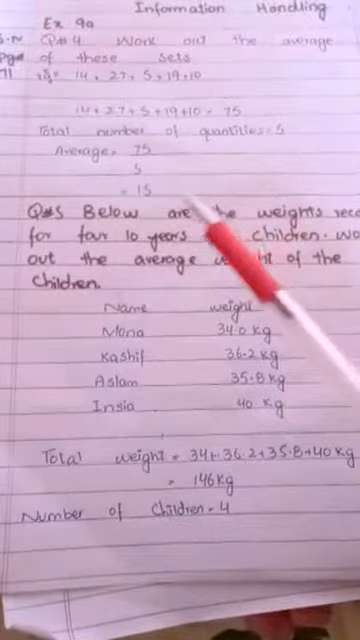 Information Handling
Ex 9a
Q#4 Work out the average
of these sets
14, 27, 5, 19, 10
14+27+5+19+10 = 75
Total number of quantities = 5
Average = 75
5
= 15
Q#5 Below are the weights
for four 10 years children.
out the average of the
Children.
Name weight
Mona 34.0 kg
Kashif 36.2 kg
Aslam 35.8 kg
Insia 40 kg
Total weight = 34+36.2+35.8+40 kg
= 146 kg
Number of Children = 4